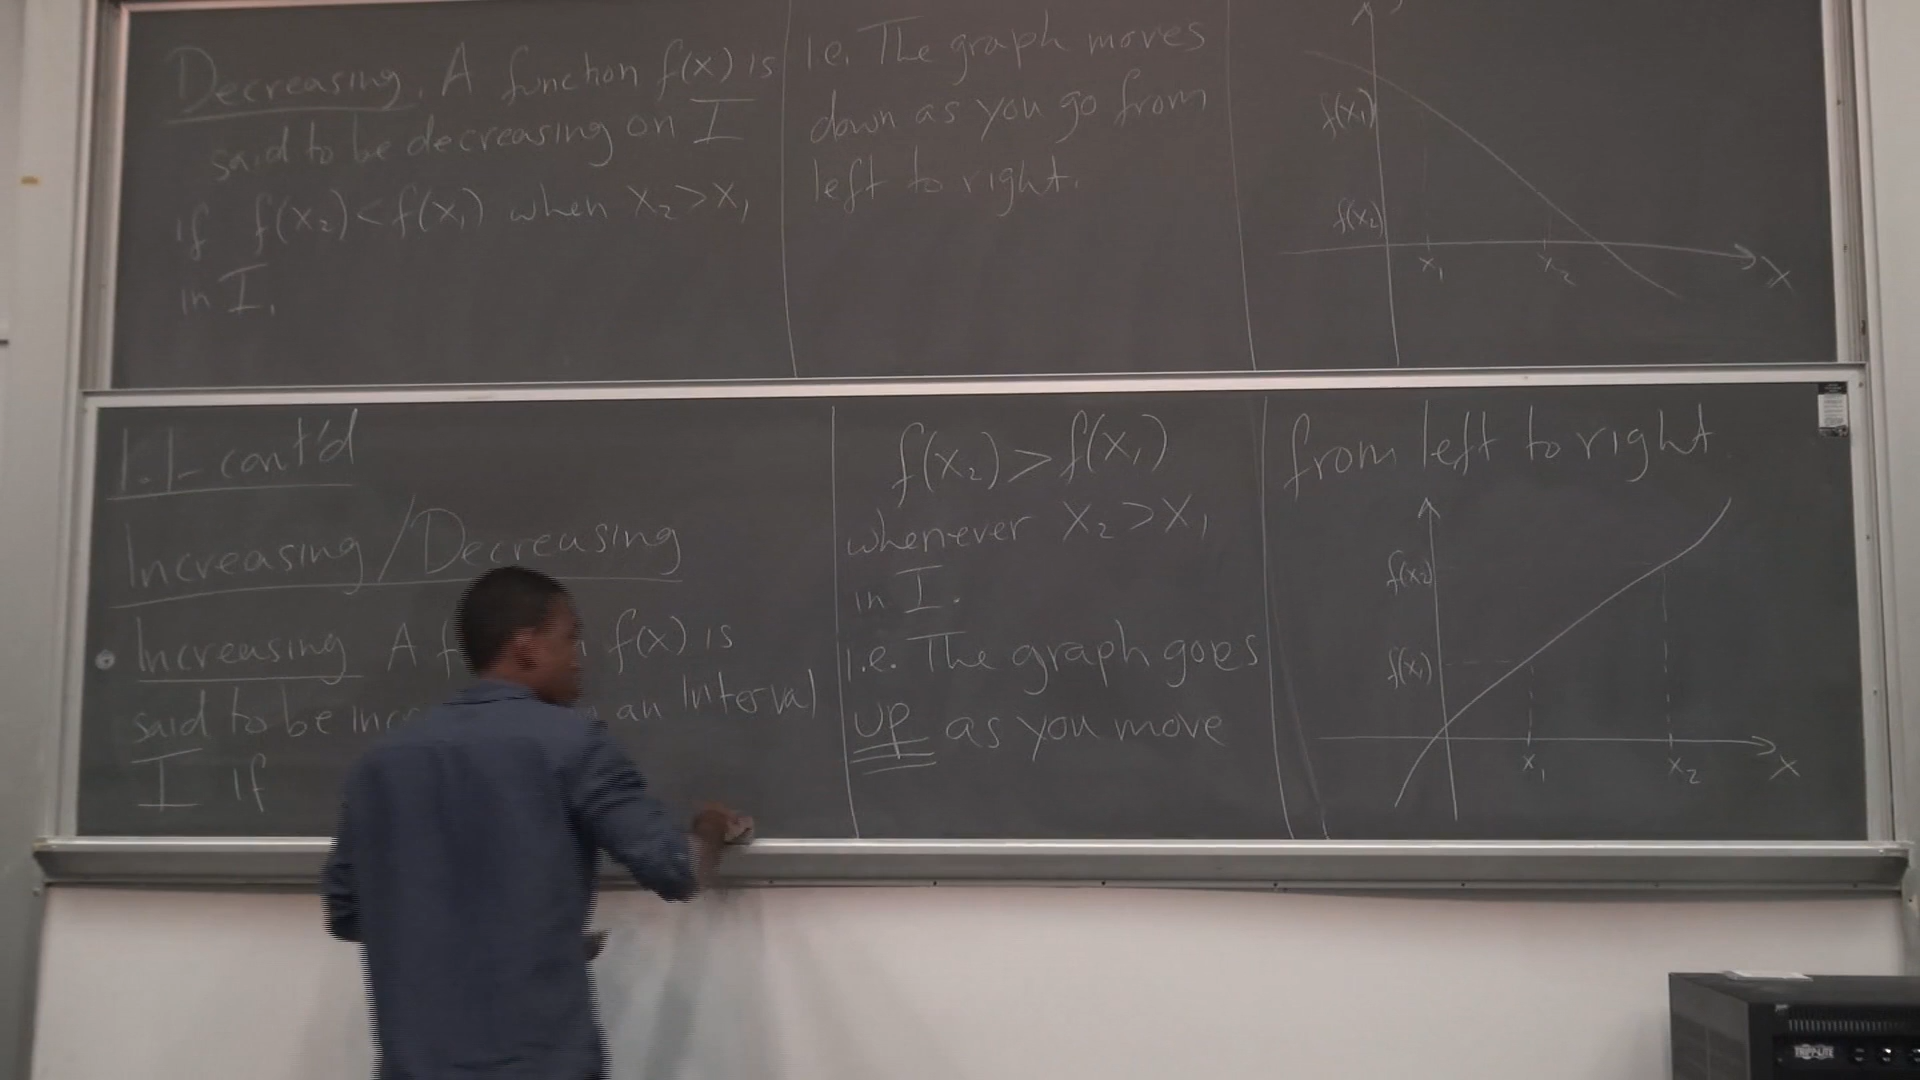 Decreasing. A function f(x) is
said to be decreasing on I
if f(x₂)<f(x₁) when x₂>x₁
in I.
i.e. The graph moves
down as you go from
left to right.
f(x₁)
f(x₂)
x₁ x₂ x
1.1-cont'd
Increasing/Decreasing
Increasing A f(x) is
said to be an interval
I if
f(x₂)>f(x₁)
whenever x₂>x₁
in I.
i.e. The graph goes
up as you move
from left to right
f(x₂)
f(x₁)
x₁ x₂ x
TRIPP-LITE